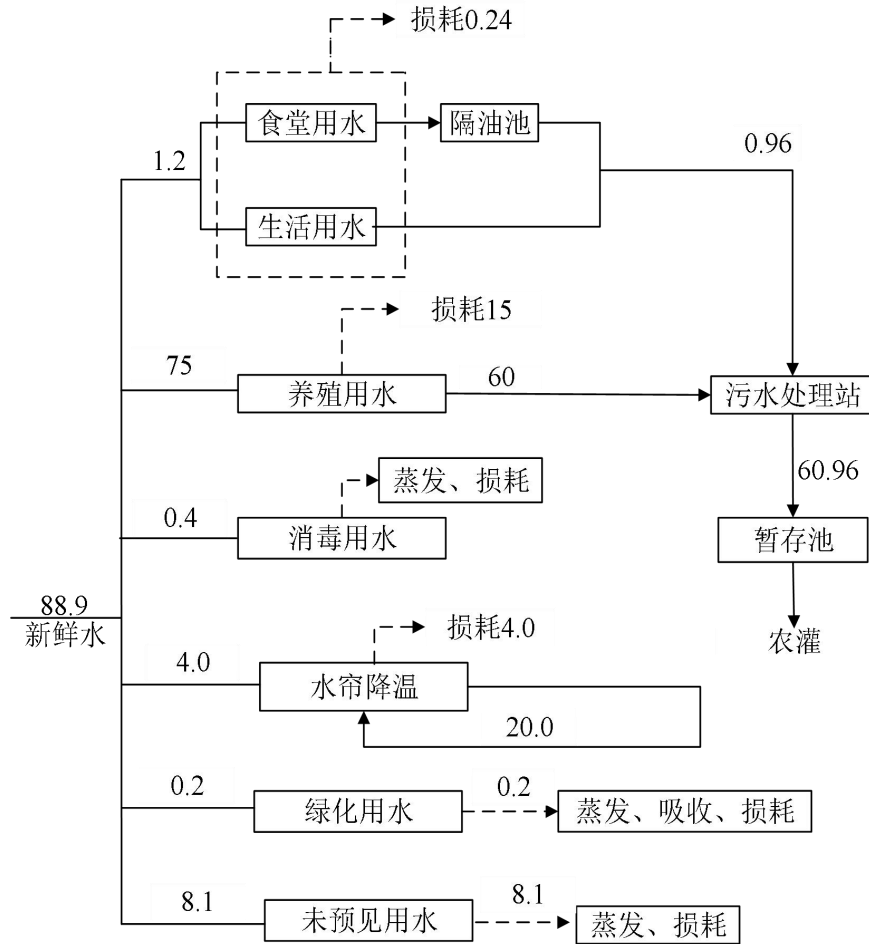 损耗0.24
食堂用水
隔油池
1.2
0.96
生活用水
损耗15
75
养殖用水
60
污水处理站
蒸发、损耗
60.96
0.4
消毒用水
暂存池
88.9
新鲜水
损耗4.0
农灌
4.0
水帘降温
20.0
0.2
绿化用水
0.2
蒸发、吸收、损耗
8.1
未预见用水
8.1
蒸发、损耗